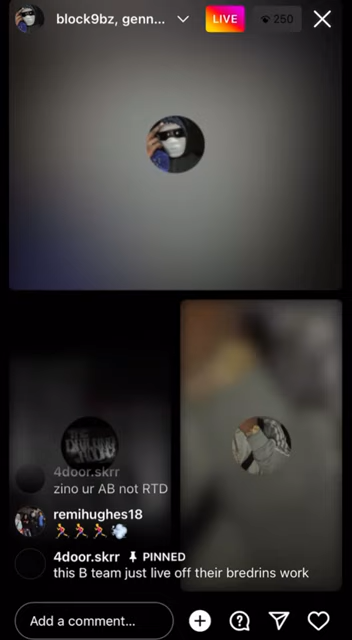 block9bz, genn...
LIVE
250
4door.skrr
zino ur AB not RTD
remihughes18
🏃‍♂️🏃‍♂️🏃‍♂️💨
4door.skrr PINNED
this B team just live off their bredrins work
Add a comment...